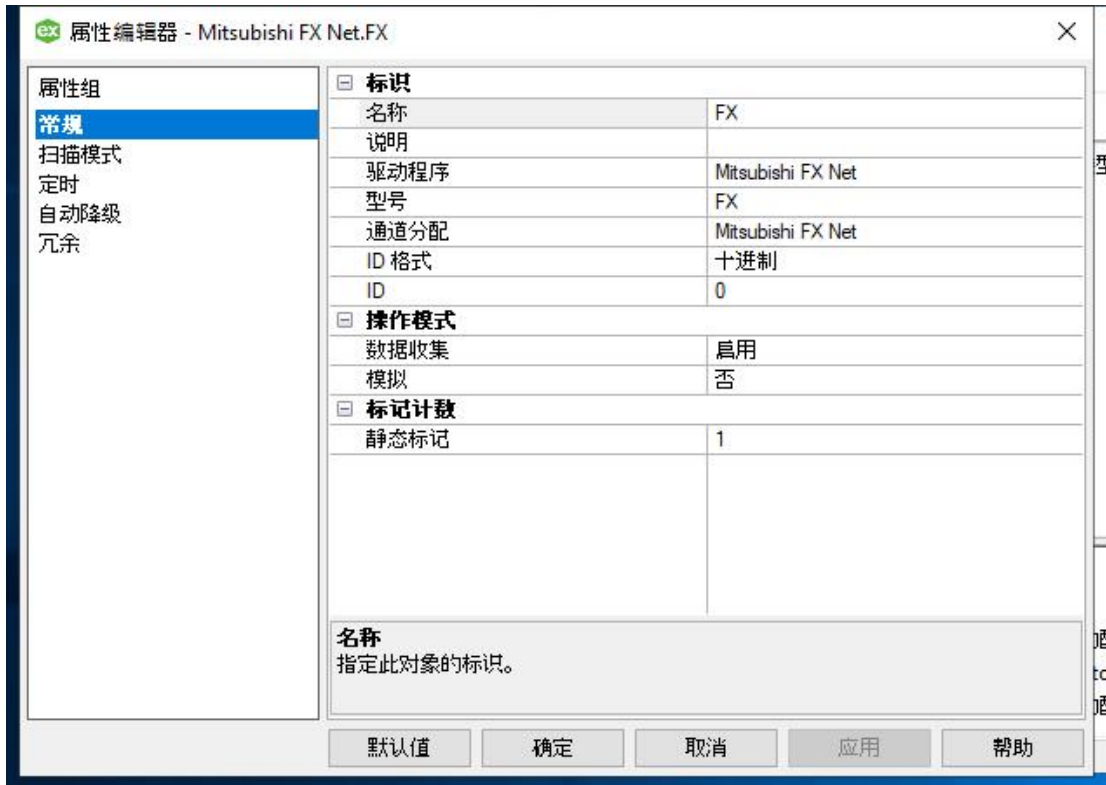 属性编辑器 - Mitsubishi FX Net.FX
属性组
常规
扫描模式
定时
自动降级
冗余
标识
名称 FX
说明
驱动程序 Mitsubishi FX Net
型号 FX
通道分配 Mitsubishi FX Net
ID 格式 十进制
ID 0
操作模式
数据收集 启用
模拟 否
标记计数
静态标记 1
名称
指定此对象的标识。
默认值 确定 取消 应用 帮助